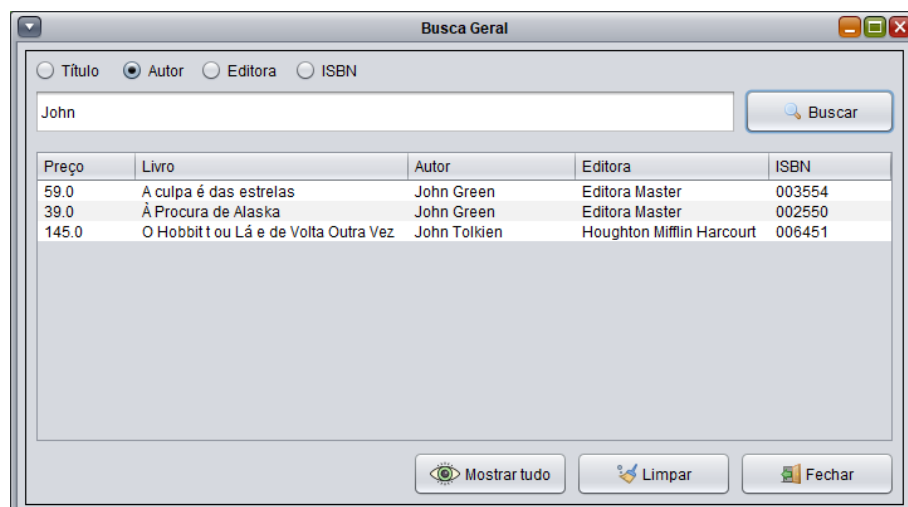 Busca Geral
Título Autor Editora ISBN
John Buscar
Preço Livro Autor Editora ISBN
59.0 A culpa é das estrelas John Green Editora Master 003554
39.0 À Procura de Alaska John Green Editora Master 002550
145.0 O Hobbit t ou Lá e de Volta Outra Vez John Tolkien Houghton Mifflin Harcourt 006451
Mostrar tudo Limpar Fechar